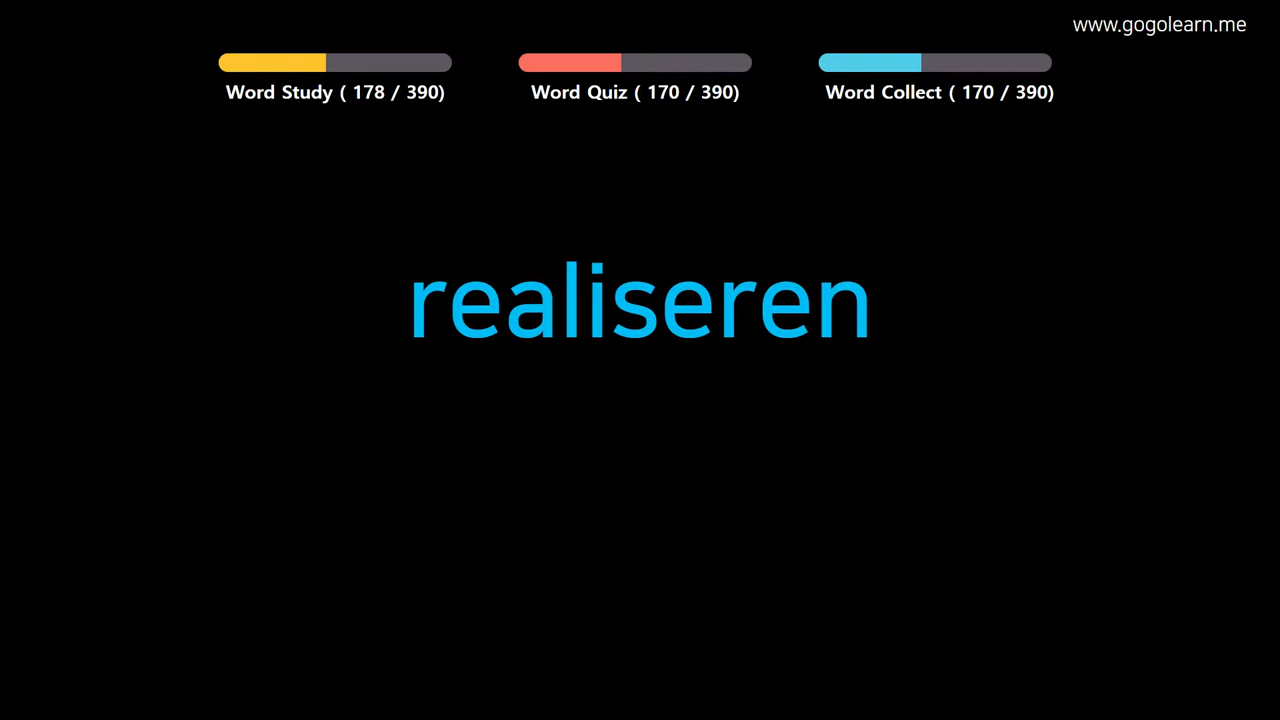 www.gogolearn.me
Word Study ( 178 / 390)
Word Quiz ( 170 / 390)
Word Collect ( 170 / 390)
realiseren